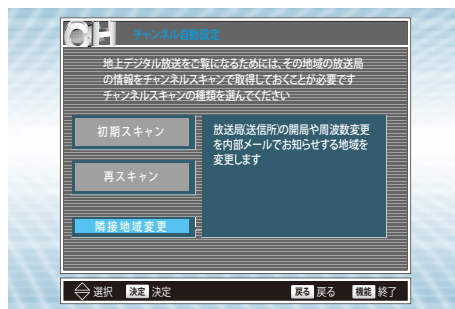 CH チャンネル自動設定
地上デジタル放送をご覧になるためには、その地域の放送局
の情報をチャンネルスキャンで取得しておくことが必要です
チャンネルスキャンの種類を選んでください
初期スキャン
再スキャン
隣接地域変更
放送局(送信所)の開局や周波数変更
を内部メールでお知らせする地域を
変更します
選択 決定 決定 戻る 戻る 機能 終了